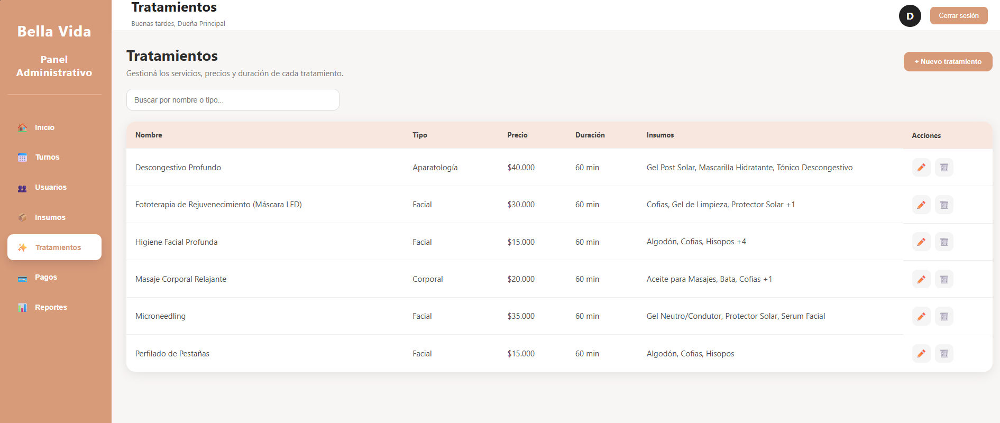 Bella Vida
Panel
Administrativo
Inicio
Turnos
Usuarios
Insumos
Tratamientos
Pagos
Reportes
Tratamientos
Buenas tardes, Dueña Principal
D
Cerrar sesión
Tratamientos
Gestioná los servicios, precios y duración de cada tratamiento.
+ Nuevo tratamiento
Buscar por nombre o tipo...
Nombre Tipo Precio Duración Insumos Acciones
Descongestivo Profundo Aparatología $40.000 60 min Gel Post Solar, Mascarilla Hidratante, Tónico Descongestivo
Fototerapia de Rejuvenecimiento (Máscara LED) Facial $30.000 60 min Cofias, Gel de Limpieza, Protector Solar +1
Higiene Facial Profunda Facial $15.000 60 min Algodón, Cofias, Hisopos +4
Masaje Corporal Relajante Corporal $20.000 60 min Aceite para Masajes, Bata, Cofias +1
Microneedling Facial $35.000 60 min Gel Neutro/Condutor, Protector Solar, Serum Facial
Perfilado de Pestañas Facial $15.000 60 min Algodón, Cofias, Hisopos